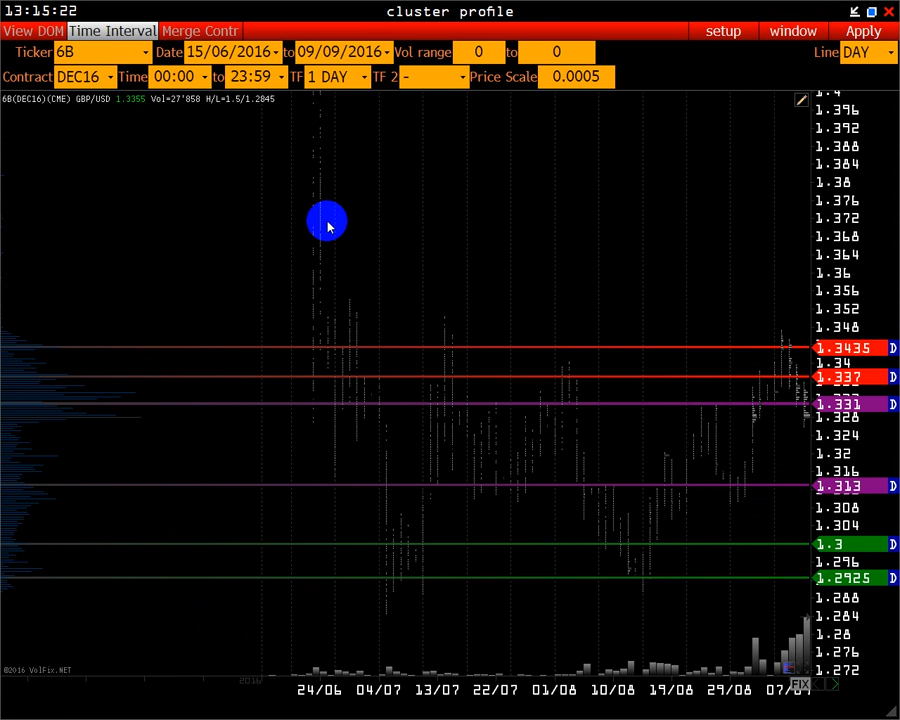 13:15:22 cluster profile
View DOM Time Interval Merge Contr setup window Apply
Ticker 6B Date 15/06/2016 to 09/09/2016 Vol range 0 to 0 Line DAY
Contract DEC16 Time 00:00 to 23:59 TF 1 DAY TF 2 - Price Scale 0.0005
6B(DEC16)(CME) GBP/USD 1.3355 Vol=27'858 H/L=1.5/1.2845
1.4
1.396
1.392
1.388
1.384
1.38
1.376
1.372
1.368
1.364
1.36
1.356
1.352
1.348
1.3435 D
1.34
1.337 D
1.331 D
1.328
1.324
1.32
1.316
1.313 D
1.308
1.304
1.3 D
1.296
1.2925 D
1.288
1.284
1.28
1.276
©2016 VolFix.NET 1.272
2016 FIX
24/06 04/07 13/07 22/07 01/08 10/08 19/08 29/08 07/09